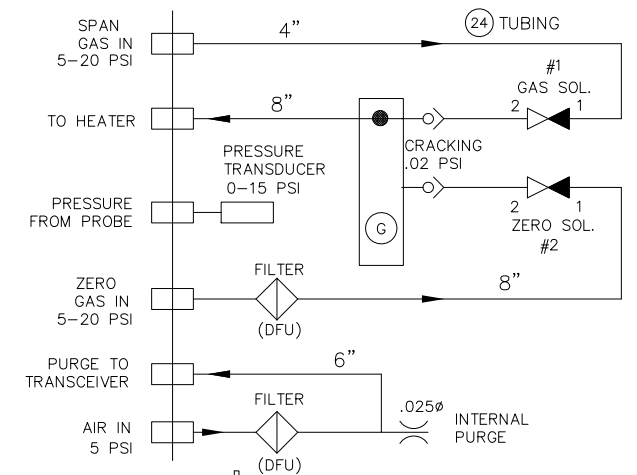 SPAN
GAS IN
5-20 PSI
4"
24 TUBING
#1
GAS SOL.
2 1
TO HEATER
8"
CRACKING
.02 PSI
PRESSURE
TRANSDUCER
0-15 PSI
PRESSURE
FROM PROBE
G
2 1
ZERO SOL.
#2
ZERO
GAS IN
5-20 PSI
FILTER
(DFU)
8"
PURGE TO
TRANSCEIVER
6"
AIR IN
5 PSI
FILTER
(DFU)
.025ø
INTERNAL
PURGE